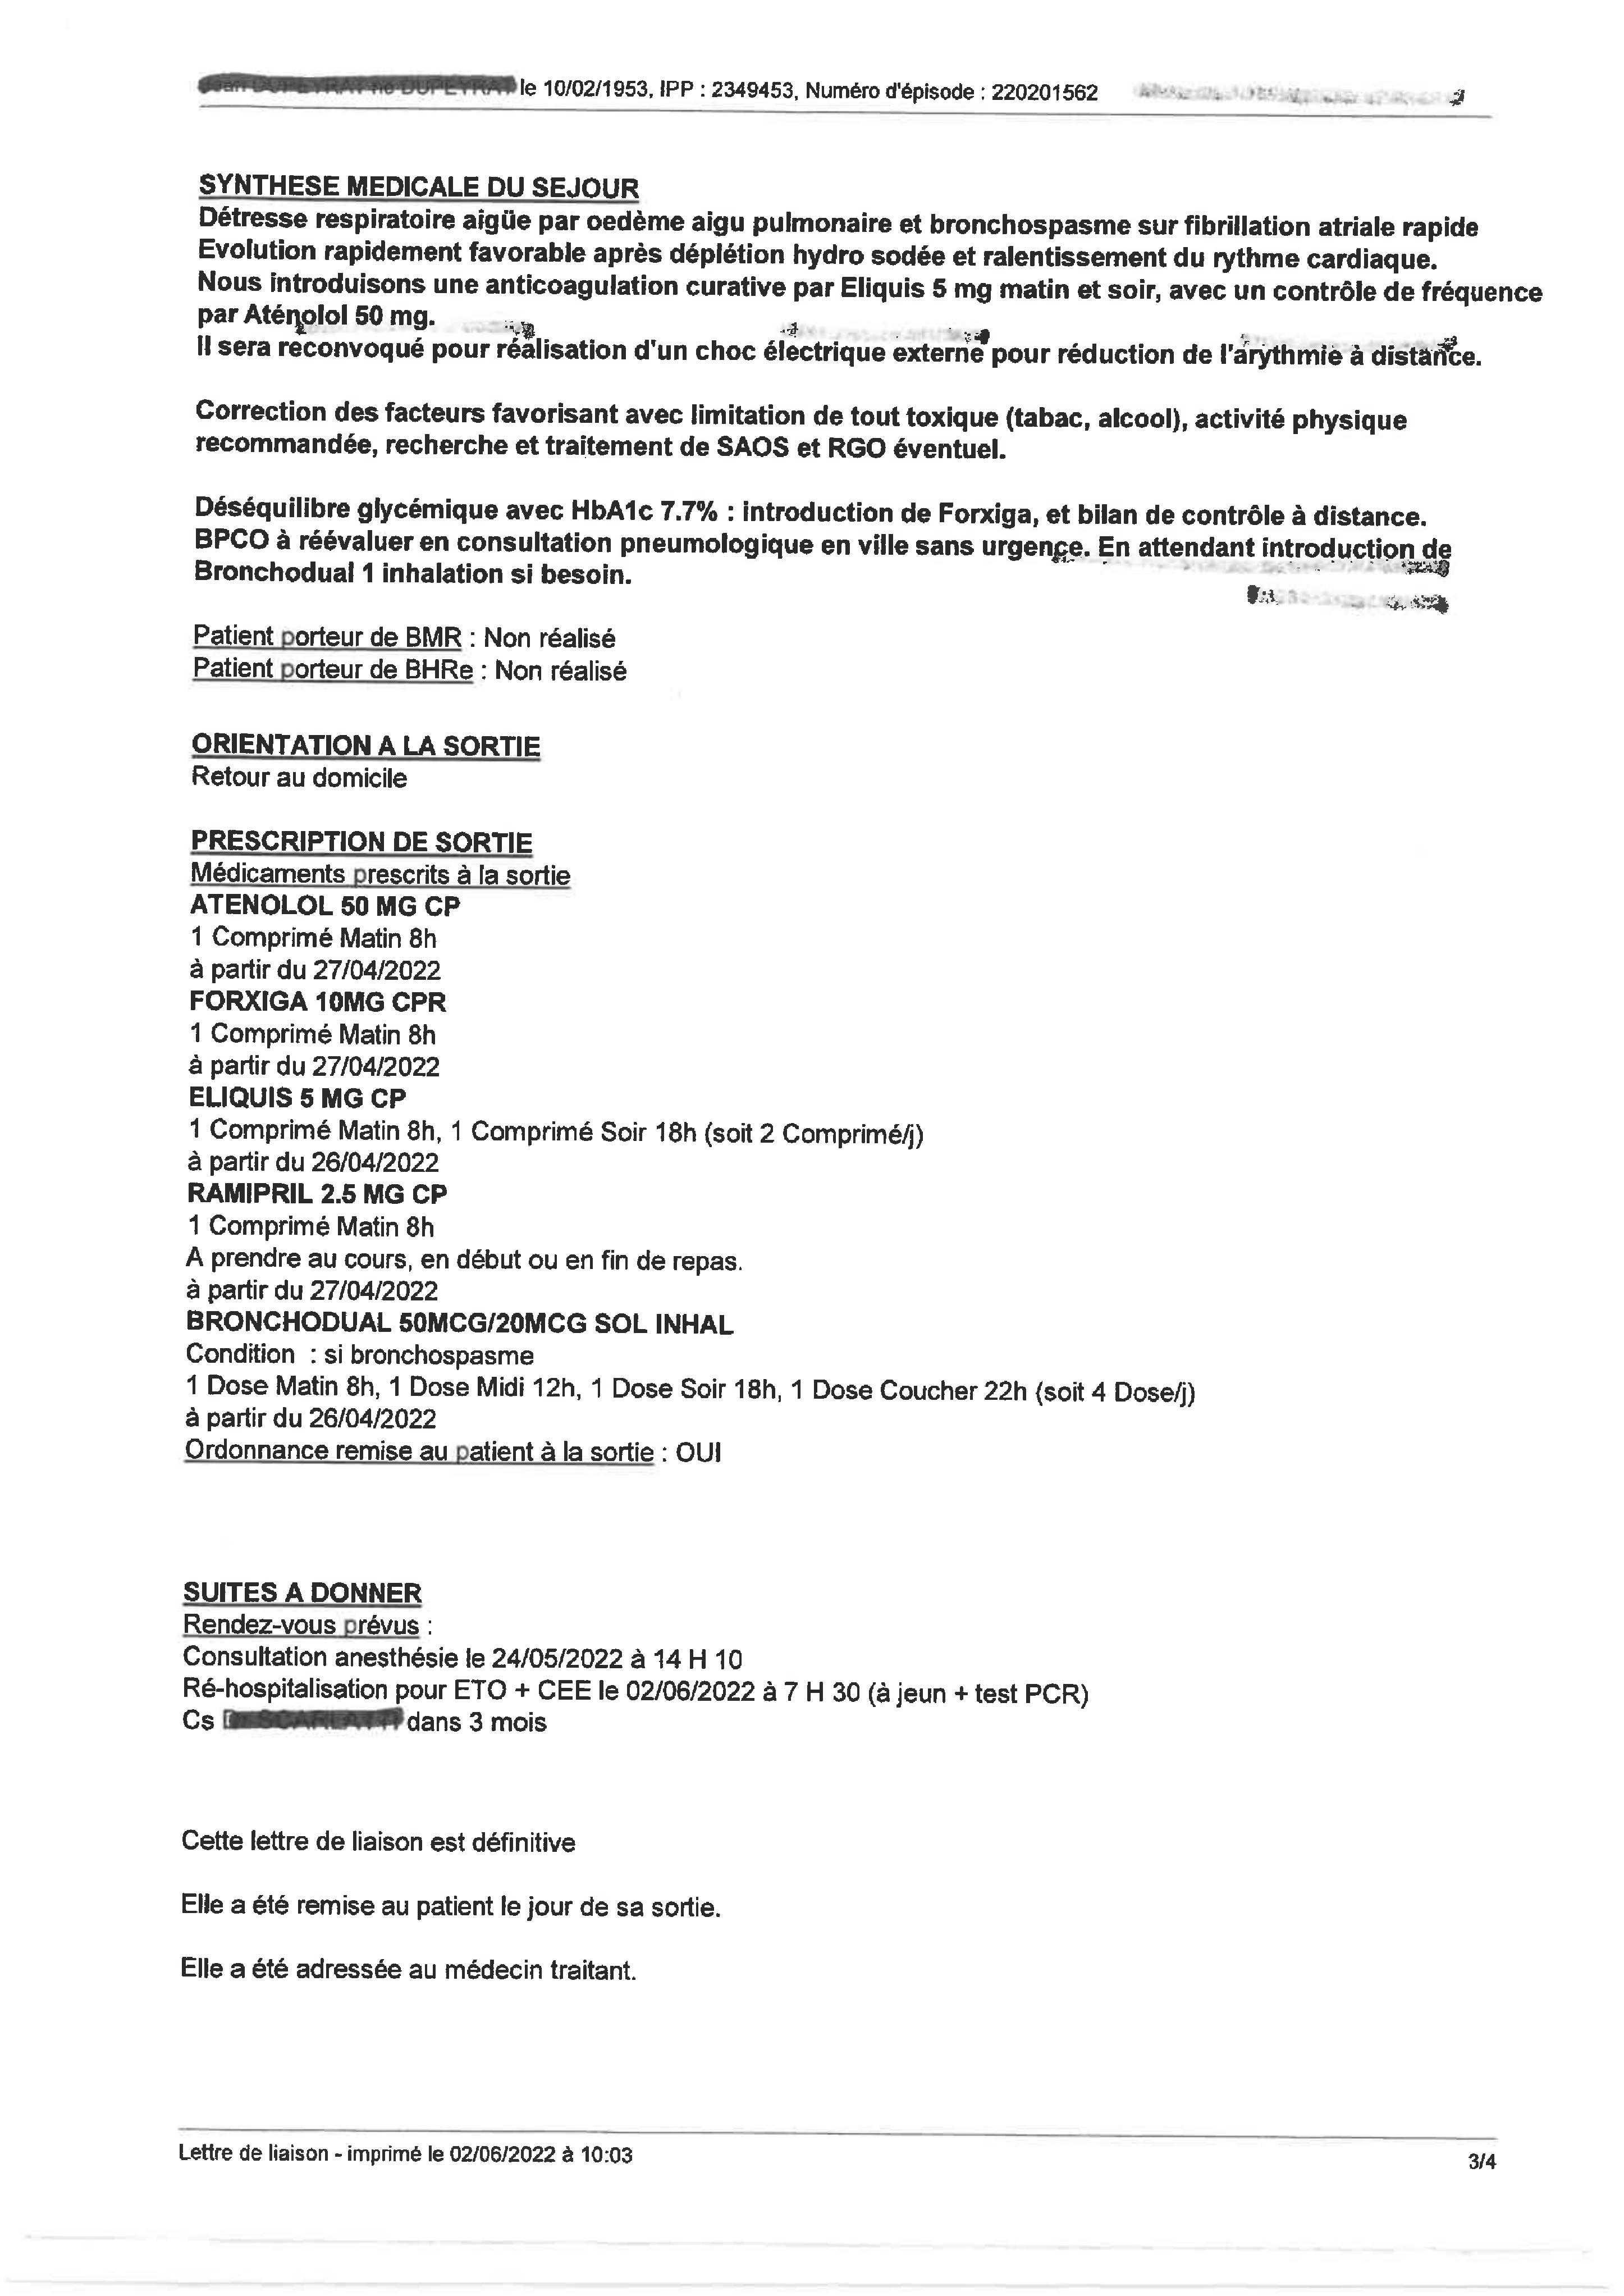 le 10/02/1953, IPP : 2349453, Numéro d'épisode : 220201562
SYNTHESE MEDICALE DU SEJOUR
Détresse respiratoire aigüe par oedème aigu pulmonaire et bronchospasme sur fibrillation atriale rapide
Evolution rapidement favorable après déplétion hydro sodée et ralentissement du rythme cardiaque.
Nous introduisons une anticoagulation curative par Eliquis 5 mg matin et soir, avec un contrôle de fréquence
par Aténolol 50 mg.
Il sera reconvoqué pour réalisation d'un choc électrique externe pour réduction de l'arythmie à distance.
Correction des facteurs favorisant avec limitation de tout toxique (tabac, alcool), activité physique
recommandée, recherche et traitement de SAOS et RGO éventuel.
Déséquilibre glycémique avec HbA1c 7.7% : introduction de Forxiga, et bilan de contrôle à distance.
BPCO à réévaluer en consultation pneumologique en ville sans urgence. En attendant introduction de
Bronchodual 1 inhalation si besoin.
Patient porteur de BMR : Non réalisé
Patient porteur de BHRe : Non réalisé
ORIENTATION A LA SORTIE
Retour au domicile
PRESCRIPTION DE SORTIE
Médicaments prescrits à la sortie
ATENOLOL 50 MG CP
1 Comprimé Matin 8h
à partir du 27/04/2022
FORXIGA 10MG CPR
1 Comprimé Matin 8h
à partir du 27/04/2022
ELIQUIS 5 MG CP
1 Comprimé Matin 8h, 1 Comprimé Soir 18h (soit 2 Comprimé/j)
à partir du 26/04/2022
RAMIPRIL 2.5 MG CP
1 Comprimé Matin 8h
A prendre au cours, en début ou en fin de repas.
à partir du 27/04/2022
BRONCHODUAL 50MCG/20MCG SOL INHAL
Condition : si bronchospasme
1 Dose Matin 8h, 1 Dose Midi 12h, 1 Dose Soir 18h, 1 Dose Coucher 22h (soit 4 Dose/j)
à partir du 26/04/2022
Ordonnance remise au patient à la sortie : OUI
SUITES A DONNER
Rendez-vous prévus :
Consultation anesthésie le 24/05/2022 à 14 H 10
Ré-hospitalisation pour ETO + CEE le 02/06/2022 à 7 H 30 (à jeun + test PCR)
Cs dans 3 mois
Cette lettre de liaison est définitive
Elle a été remise au patient le jour de sa sortie.
Elle a été adressée au médecin traitant.
Lettre de liaison - imprimé le 02/06/2022 à 10:03
3/4